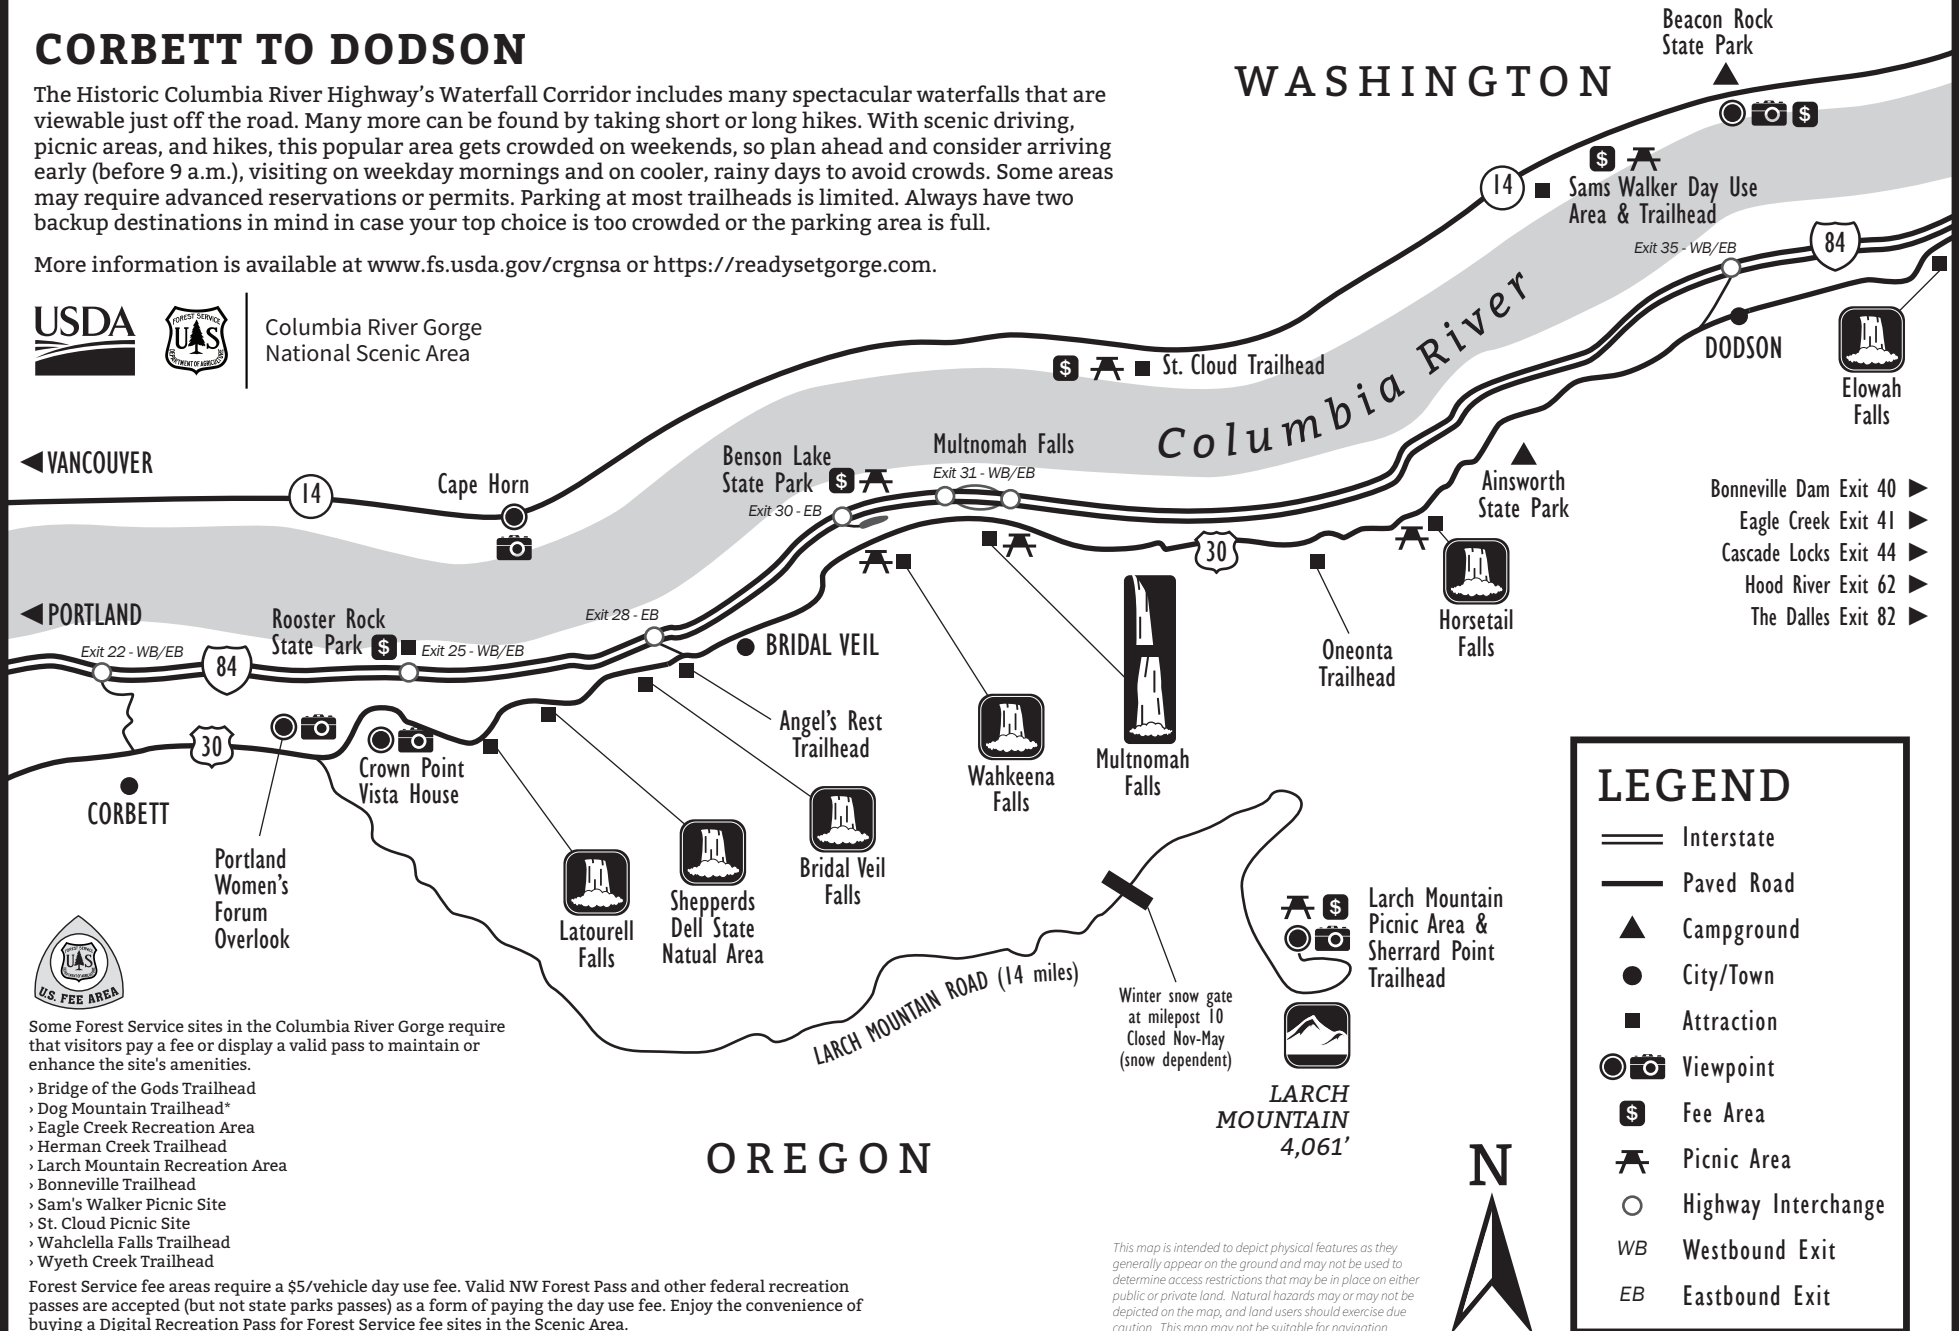 CORBETT TO DODSON
The Historic Columbia River Highway's Waterfall Corridor includes many spectacular waterfalls that are
viewable just off the road. Many more can be found by taking short or long hikes. With scenic driving,
picnic areas, and hikes, this popular area gets crowded on weekends, so plan ahead and consider arriving
early (before 9 a.m.), visiting on weekday mornings and on cooler, rainy days to avoid crowds. Some areas
may require advanced reservations or permits. Parking at most trailheads is limited. Always have two
backup destinations in mind in case your top choice is too crowded or the parking area is full.
More information is available at www.fs.usda.gov/crgnsa or https://readysetgorge.com.
USDA
FOREST SERVICE
U S
DEPARTMENT OF AGRICULTURE
Columbia River Gorge
National Scenic Area
WASHINGTON
Beacon Rock
State Park
$
$
14
Sams Walker Day Use
Area & Trailhead
Exit 35 - WB/EB
84
DODSON
Elowah
Falls
$
St. Cloud Trailhead
Columbia River
VANCOUVER
14
Cape Horn
Benson Lake
State Park
$
Exit 30 - EB
Multnomah Falls
Exit 31 - WB/EB
Ainsworth
State Park
Bonneville Dam Exit 40
Eagle Creek Exit 41
Cascade Locks Exit 44
Hood River Exit 62
The Dalles Exit 82
30
PORTLAND
Exit 22 - WB/EB
84
Rooster Rock
State Park
$
Exit 25 - WB/EB
Exit 28 - EB
BRIDAL VEIL
Oneonta
Trailhead
Horsetail
Falls
30
CORBETT
Crown Point
Vista House
Angel's Rest
Trailhead
Wahkeena
Falls
Multnomah
Falls
Portland
Women's
Forum
Overlook
Latourell
Falls
Shepperds
Dell State
Natual Area
Bridal Veil
Falls
LARCH MOUNTAIN ROAD (14 miles)
Winter snow gate
at milepost 10
Closed Nov-May
(snow dependent)
$
Larch Mountain
Picnic Area &
Sherrard Point
Trailhead
LARCH
MOUNTAIN
4,061'
OREGON
N
LEGEND
Interstate
Paved Road
Campground
City/Town
Attraction
Viewpoint
$ Fee Area
Picnic Area
Highway Interchange
WB Westbound Exit
EB Eastbound Exit
FOREST SERVICE
U S
U.S. FEE AREA
Some Forest Service sites in the Columbia River Gorge require
that visitors pay a fee or display a valid pass to maintain or
enhance the site's amenities.
› Bridge of the Gods Trailhead
› Dog Mountain Trailhead*
› Eagle Creek Recreation Area
› Herman Creek Trailhead
› Larch Mountain Recreation Area
› Bonneville Trailhead
› Sam's Walker Picnic Site
› St. Cloud Picnic Site
› Wahclella Falls Trailhead
› Wyeth Creek Trailhead
Forest Service fee areas require a $5/vehicle day use fee. Valid NW Forest Pass and other federal recreation
passes are accepted (but not state parks passes) as a form of paying the day use fee. Enjoy the convenience of
buying a Digital Recreation Pass for Forest Service fee sites in the Scenic Area.
This map is intended to depict physical features as they
generally appear on the ground and may not be used to
determine access restrictions that may be in place on either
public or private land. Natural hazards may or may not be
depicted on the map, and land users should exercise due
caution. This map may not be suitable for navigation